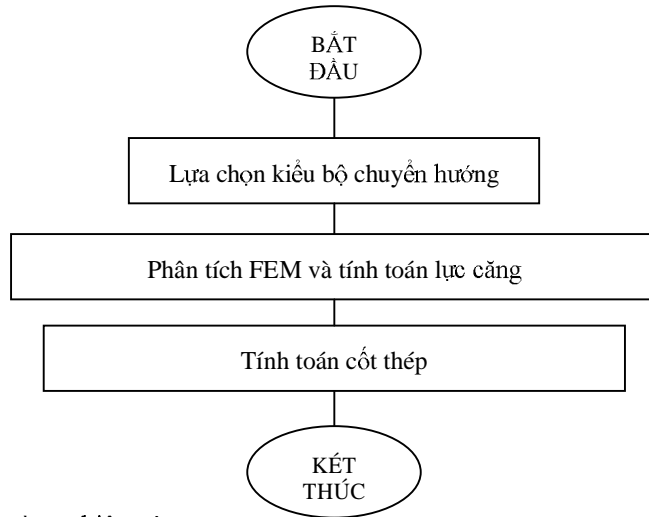 BẮT
ĐẦU
Lựa chọn kiểu bộ chuyển hướng
Phân tích FEM và tính toán lực căng
Tính toán cốt thép
KÉT
THÚC